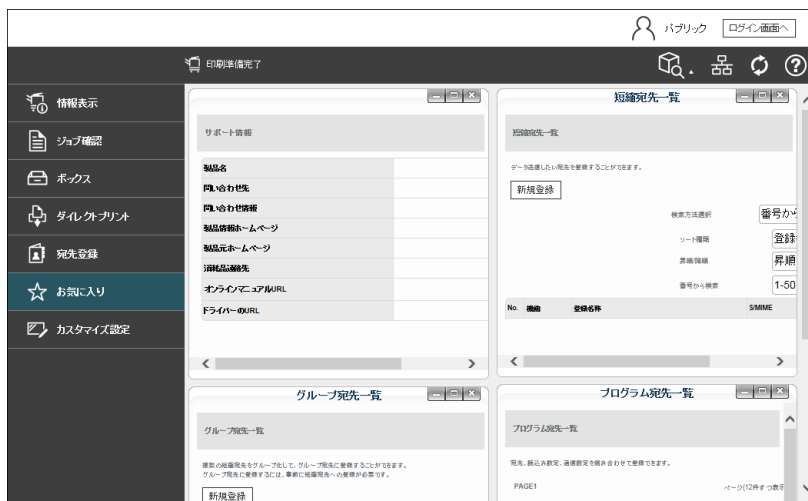 パブリック
ログイン画面へ
印刷準備完了
情報表示
ジョブ確認
ボックス
ダイレクトプリント
宛先登録
お気に入り
カスタマイズ設定
サポート情報
製品名
問い合わせ先
問い合わせ情報
製品情報ホームページ
製品元ホームページ
消耗品連絡先
オンラインマニュアルURL
ドライバーのURL
短縮宛先一覧
短縮宛先一覧
データ送信したい宛先を登録することができます。
新規登録
検索方法選択
番号から
ソート種類
登録
昇順/降順
昇順
番号から検索
1-50
No. 機能 登録名称 S/MIME
グループ宛先一覧
グループ宛先一覧
複数の短縮宛先をグループ化して、グループ宛先に登録することができます。
グループ宛先に登録するには、事前に短縮宛先への登録が必要です。
新規登録
プログラム宛先一覧
プログラム宛先一覧
宛先、読込み設定、通信設定を組み合わせて登録できます。
PAGE1
ページ(12件ずつ表示